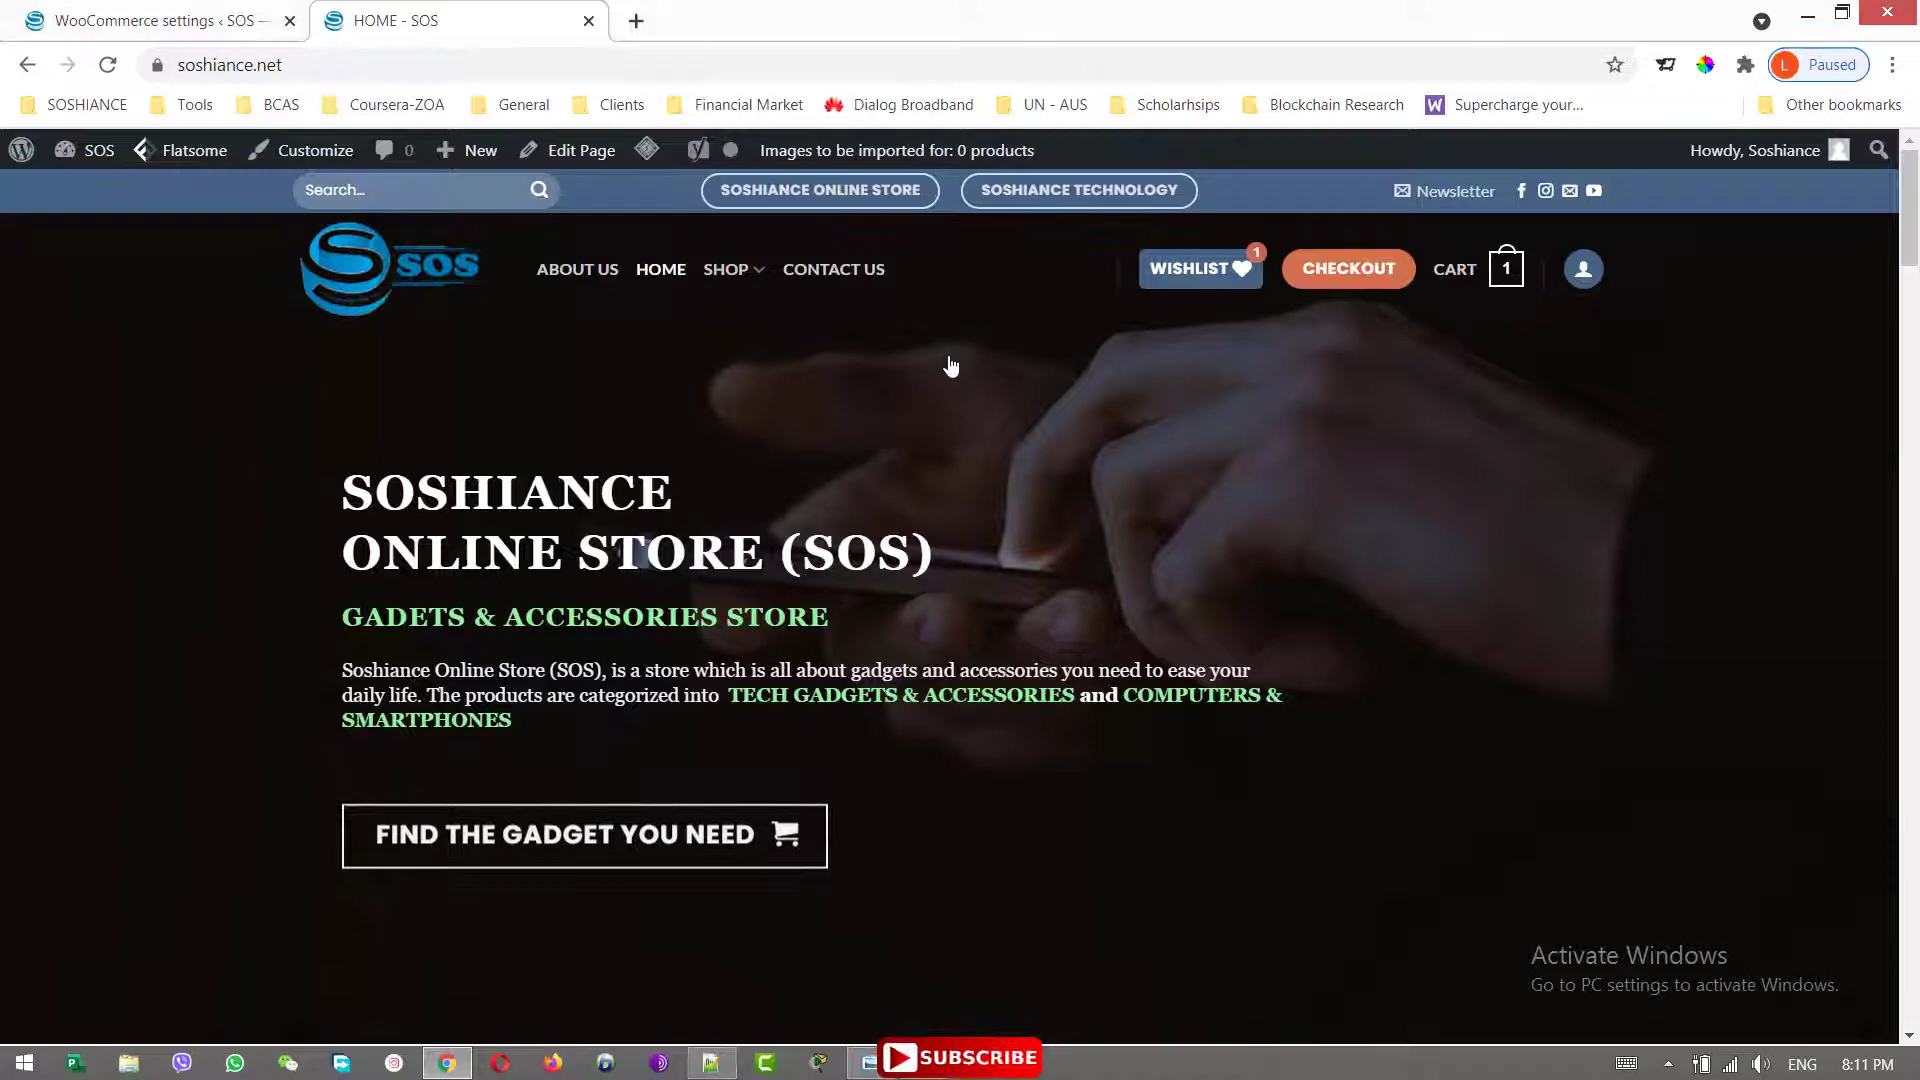 WooCommerce settings ‹ SOS —
HOME - SOS
soshiance.net
L Paused
SOSHIANCE Tools BCAS Coursera-ZOA General Clients Financial Market Dialog Broadband UN - AUS Scholarhsips Blockchain Research W Supercharge your... Other bookmarks
SOS Flatsome Customize 0 New Edit Page Images to be imported for: 0 products Howdy, Soshiance
Search... SOSHIANCE ONLINE STORE SOSHIANCE TECHNOLOGY Newsletter
S SOS ABOUT US HOME SHOP CONTACT US WISHLIST 1 CHECKOUT CART 1
SOSHIANCE
ONLINE STORE (SOS)
GADETS & ACCESSORIES STORE
Soshiance Online Store (SOS), is a store which is all about gadgets and accessories you need to ease your
daily life. The products are categorized into TECH GADGETS & ACCESSORIES and COMPUTERS &
SMARTPHONES
FIND THE GADGET YOU NEED
Activate Windows
Go to PC settings to activate Windows.
SUBSCRIBE
ENG 8:11 PM